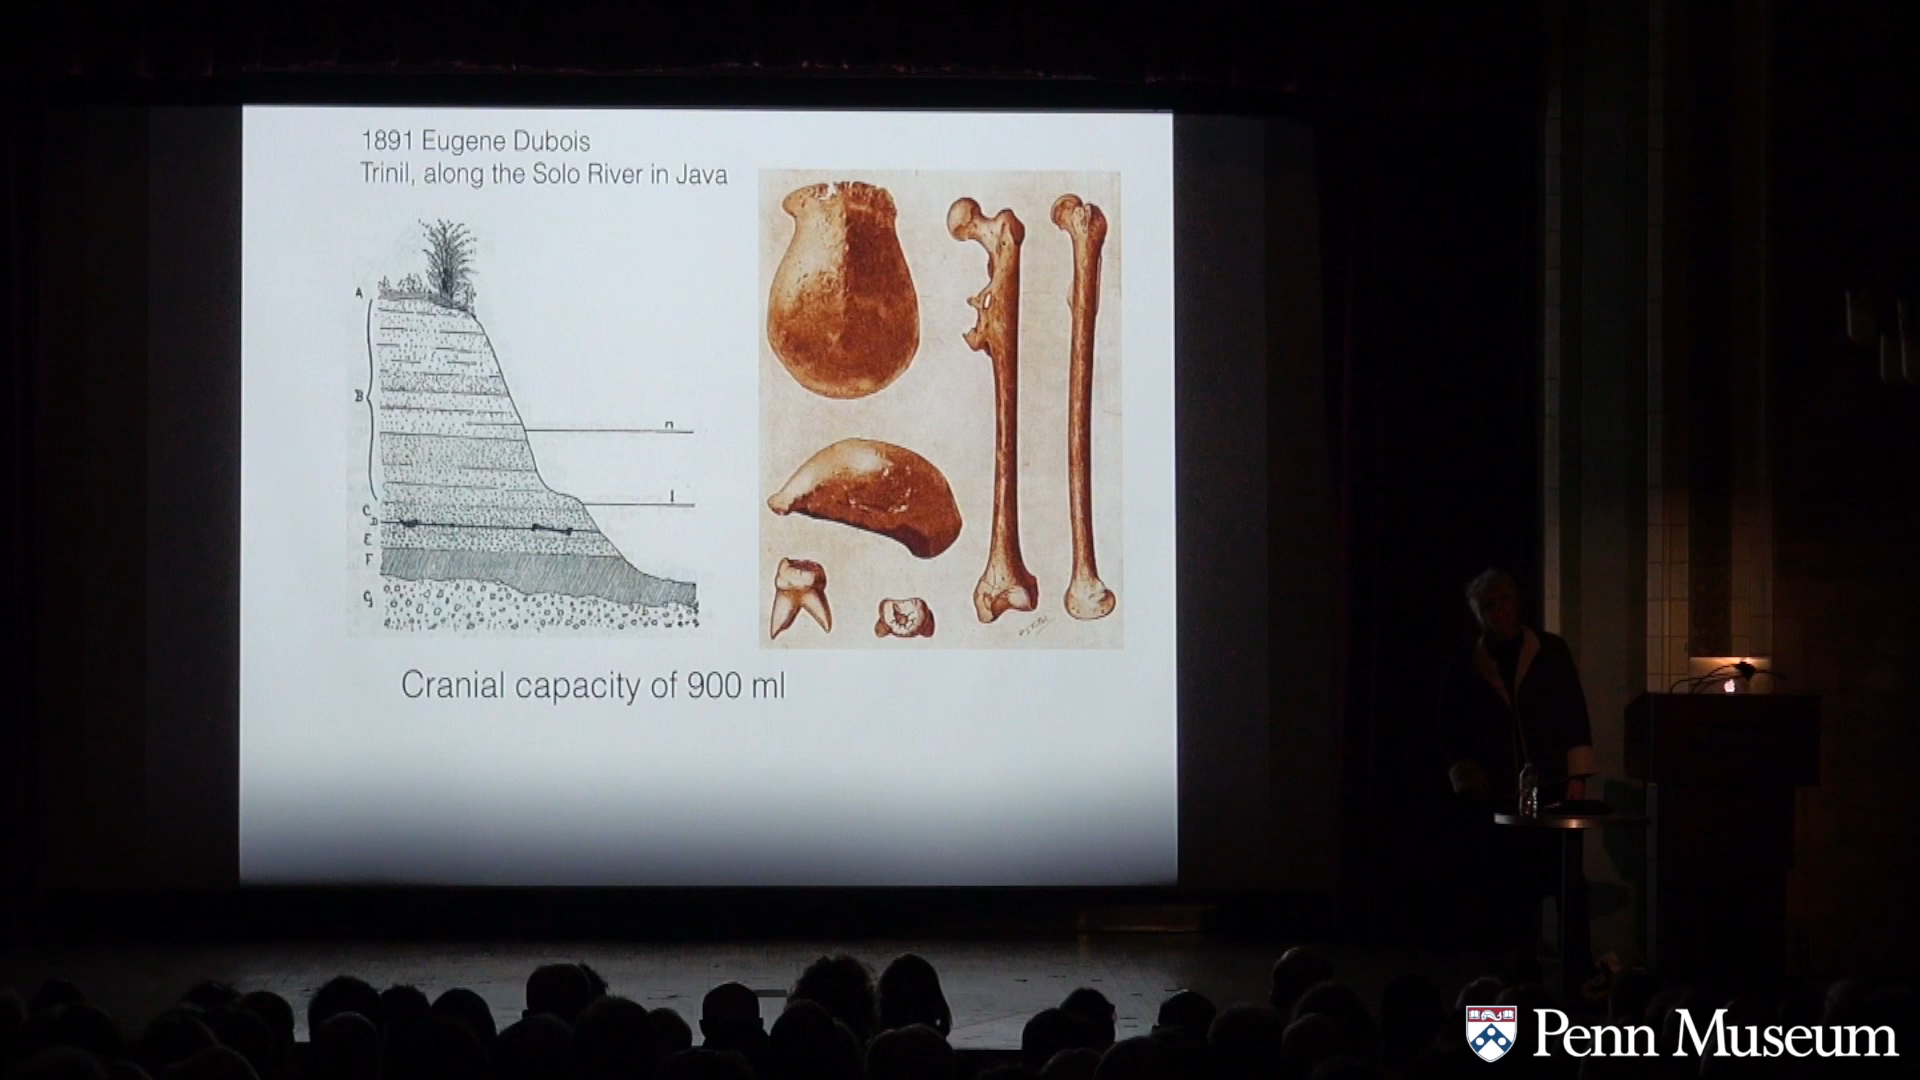 1891 Eugene Dubois
Trinil, along the Solo River in Java
A
B
C
D
E
F
G
Cranial capacity of 900 ml
Penn Museum